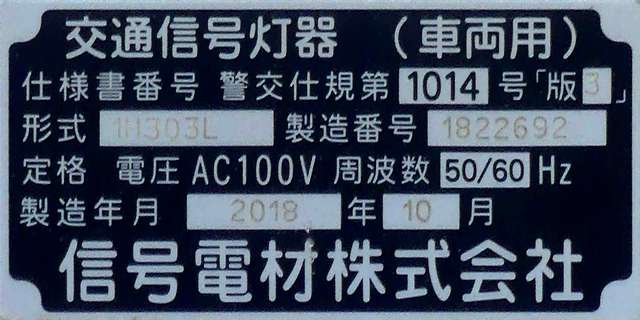 交通信号灯器 （車両用）
仕様書番号 警交仕規第 1014 号「版3」
形式 1H303L 製造番号 1822692
定格 電圧 AC100V 周波数 50/60 Hz
製造年月 2018 年 10 月
信号電材株式会社